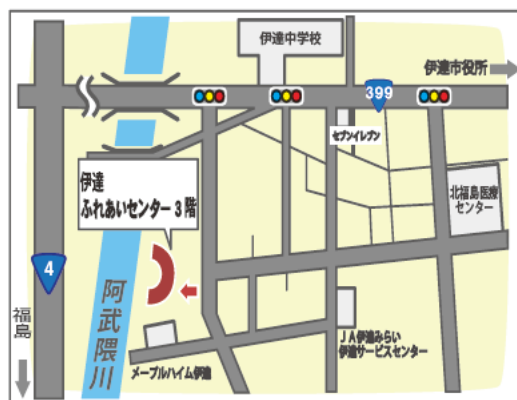 伊達中学校
伊達市役所
399
セブンイレブン
伊達
ふれあいセンター3階
北福島医療
センター
4
阿武隈川
福島
JA伊達みらい
伊達サービスセンター
メープルハイム伊達